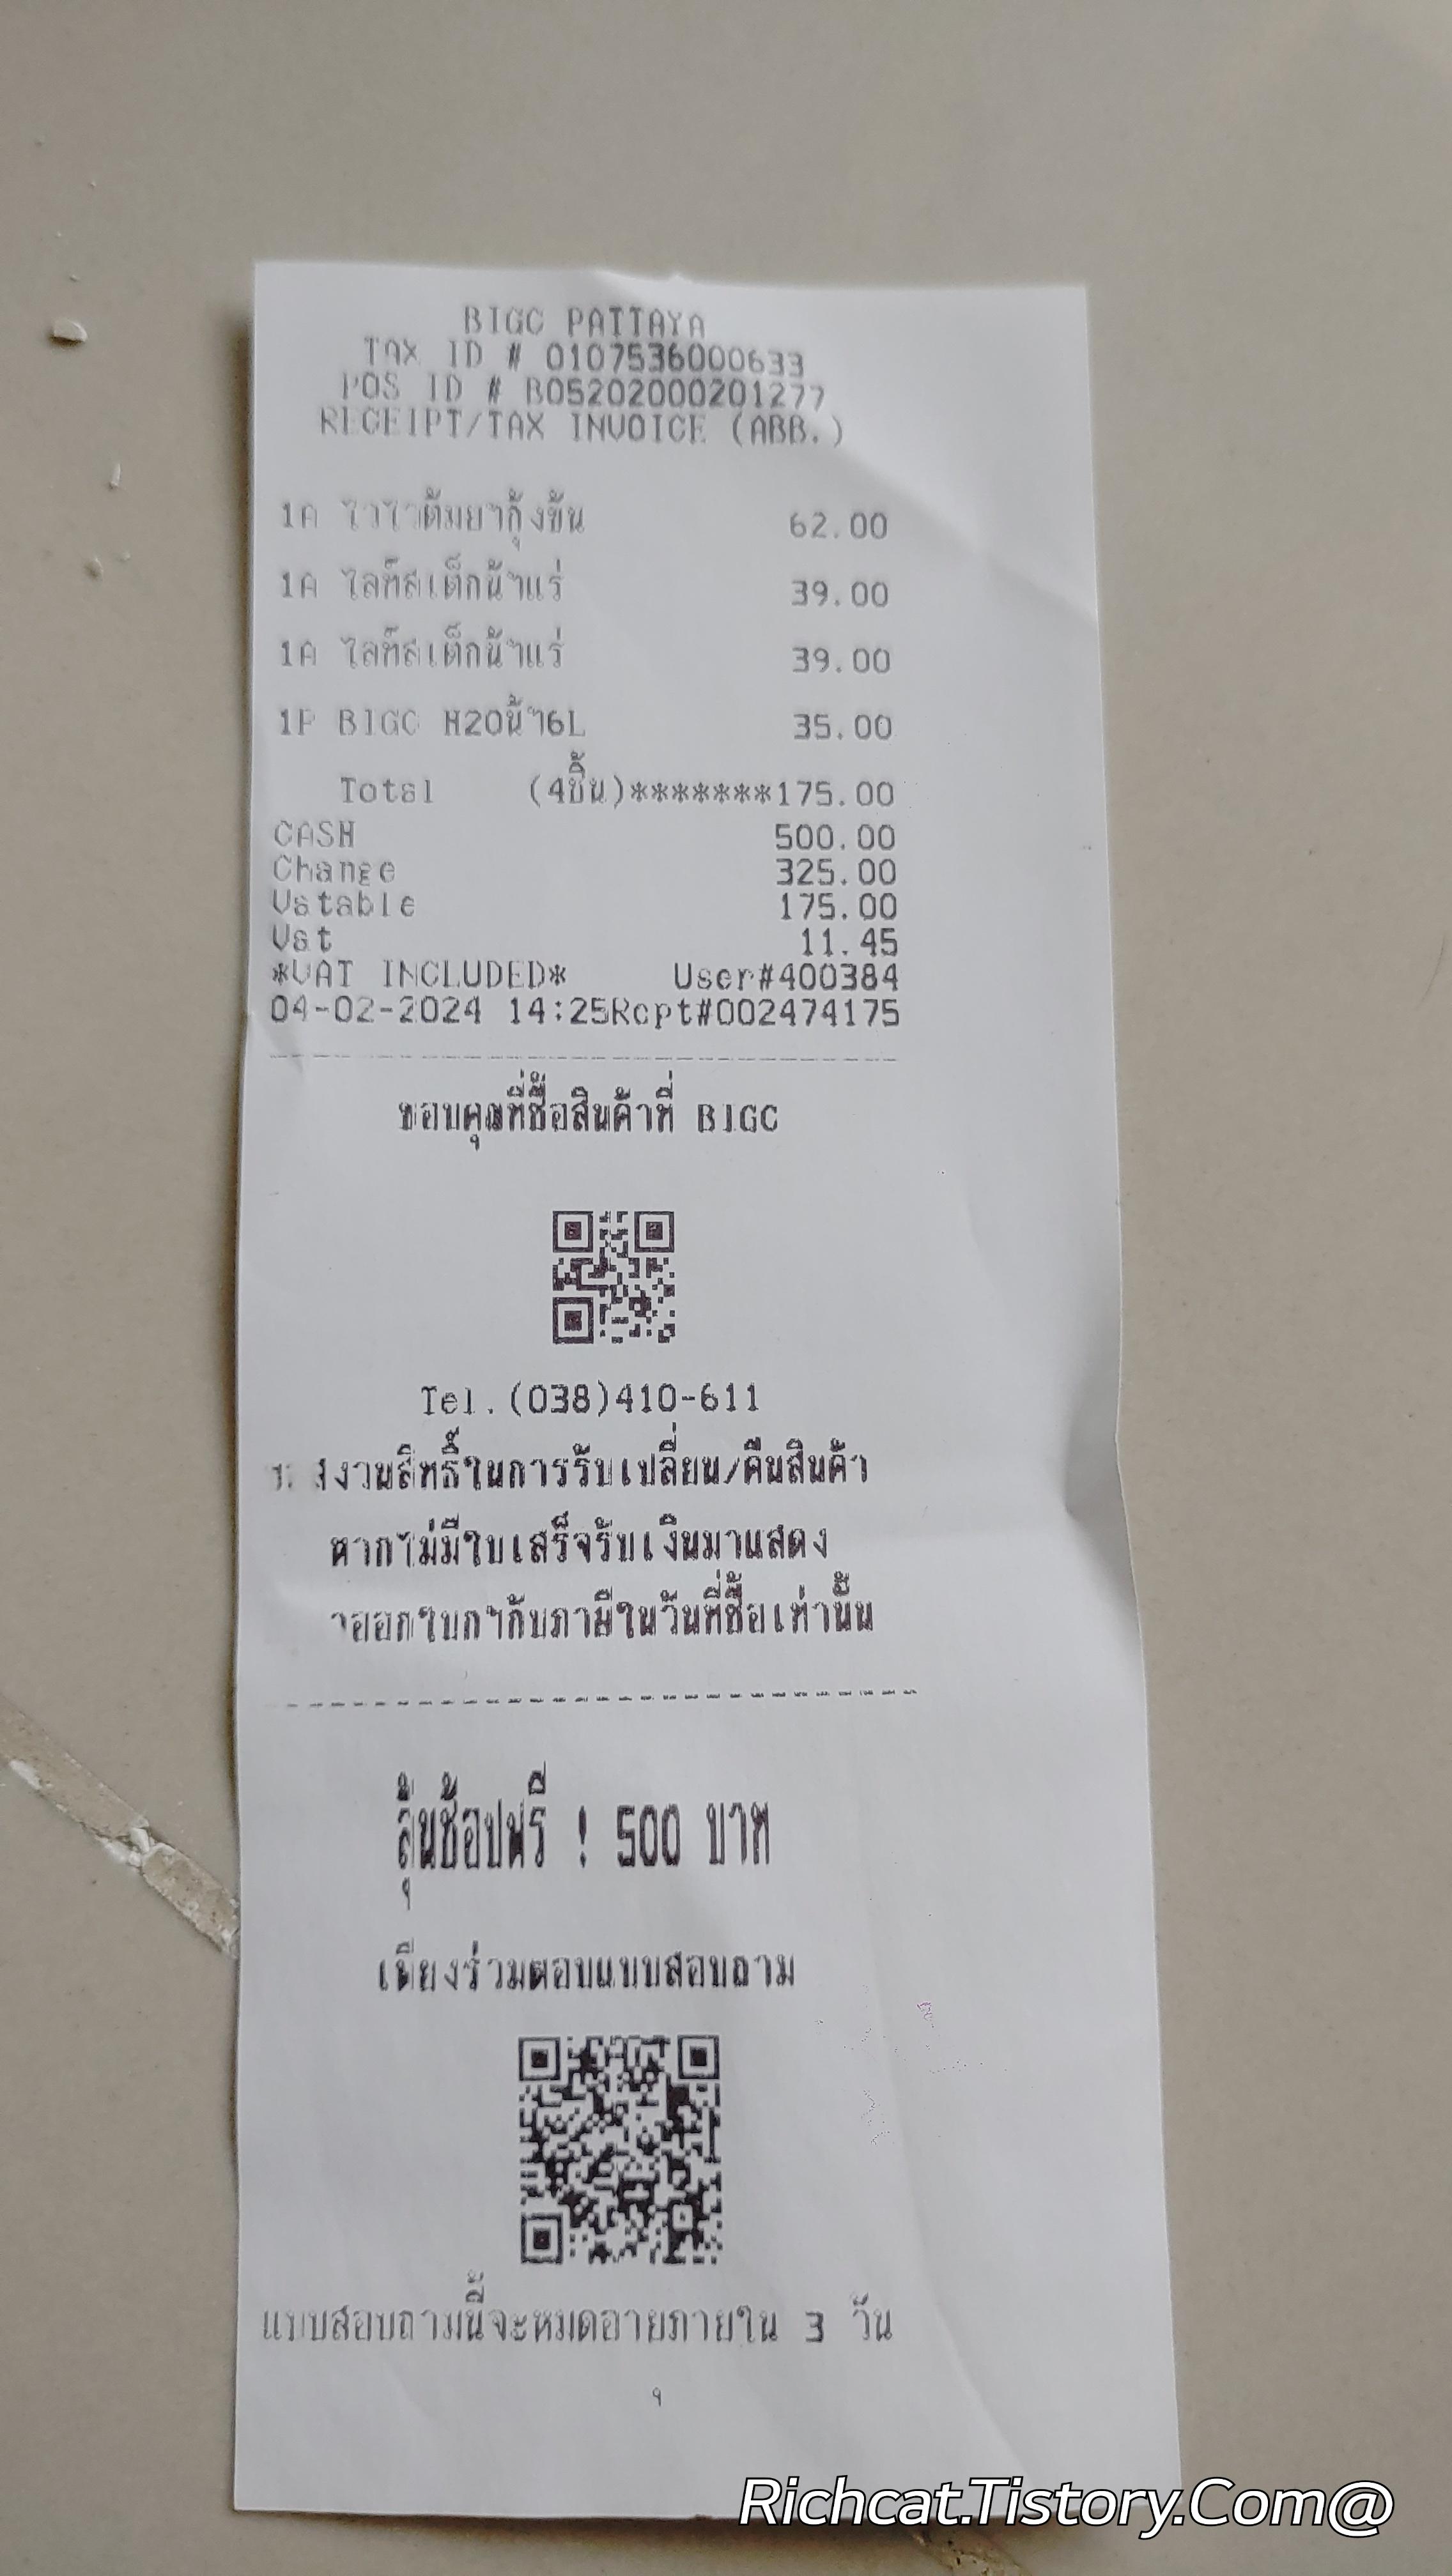 BIGC PATTAYA
TAX ID # 0107536000633
POS ID # B05202000201277
RECEIPT/TAX INVOICE (ABB.)
1A ไวไวต้มยำกุ้งข้น 62.00
1A ไลท์สเต็กน้ำแร่ 39.00
1A ไลท์สเต็กน้ำแร่ 39.00
1P BIGC H2Oน้ำ6L 35.00
Total (4ชิ้น)*******175.00
CASH 500.00
Change 325.00
Vatable 175.00
Vat 11.45
*VAT INCLUDED* User#400384
04-02-2024 14:25Rcpt#002474175
ขอบคุณที่ซื้อสินค้าที่ BIGC
Tel.(038)410-611
ขอสงวนสิทธิ์ในการรับเปลี่ยน/คืนสินค้า
หากไม่มีใบเสร็จรับเงินมาแสดง
ออกใบกำกับภาษีในวันที่ซื้อเท่านั้น
ลุ้นช้อปฟรี ! 500 บาท
เพียงร่วมตอบแบบสอบถาม
แบบสอบถามนี้จะหมดอายุภายใน 3 วัน
Richcat.Tistory.Com@